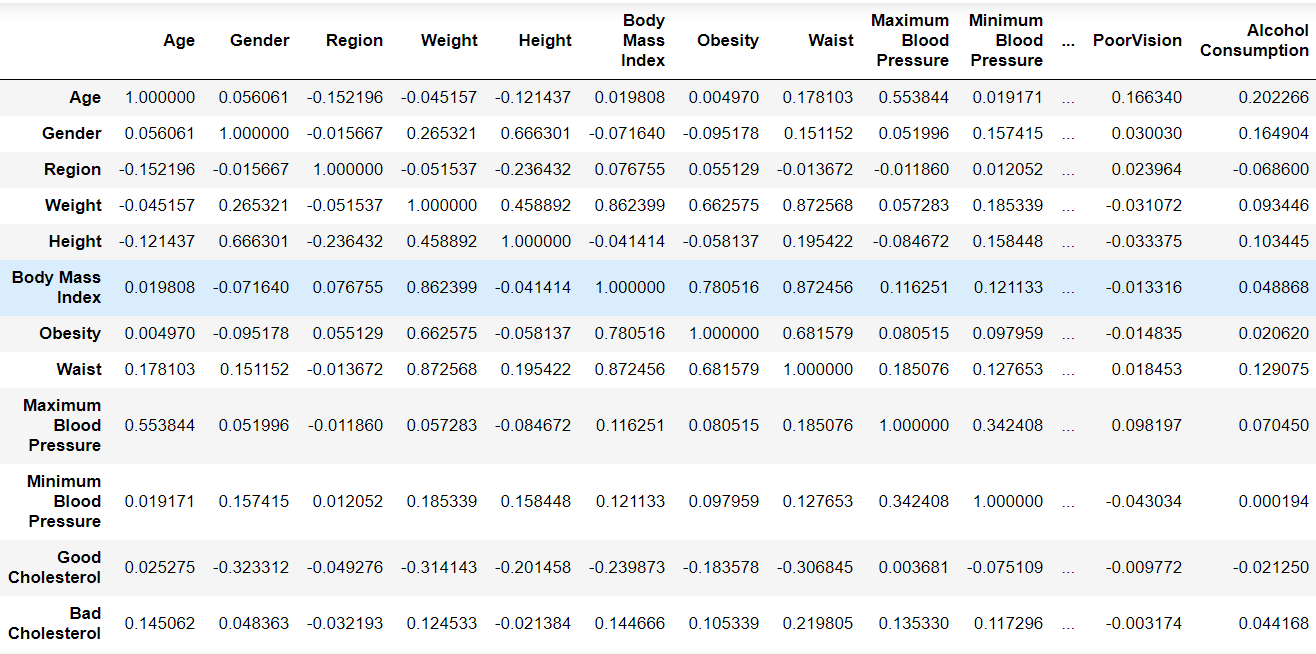 Age Gender Region Weight Height Body Mass Index Obesity Waist Maximum Blood Pressure Minimum Blood Pressure ... PoorVision Alcohol Consumption
Age 1.000000 0.056061 -0.152196 -0.045157 -0.121437 0.019808 0.004970 0.178103 0.553844 0.019171 ... 0.166340 0.202266
Gender 0.056061 1.000000 -0.015667 0.265321 0.666301 -0.071640 -0.095178 0.151152 0.051996 0.157415 ... 0.030030 0.164904
Region -0.152196 -0.015667 1.000000 -0.051537 -0.236432 0.076755 0.055129 -0.013672 -0.011860 0.012052 ... 0.023964 -0.068600
Weight -0.045157 0.265321 -0.051537 1.000000 0.458892 0.862399 0.662575 0.872568 0.057283 0.185339 ... -0.031072 0.093446
Height -0.121437 0.666301 -0.236432 0.458892 1.000000 -0.041414 -0.058137 0.195422 -0.084672 0.158448 ... -0.033375 0.103445
Body Mass Index 0.019808 -0.071640 0.076755 0.862399 -0.041414 1.000000 0.780516 0.872456 0.116251 0.121133 ... -0.013316 0.048868
Obesity 0.004970 -0.095178 0.055129 0.662575 -0.058137 0.780516 1.000000 0.681579 0.080515 0.097959 ... -0.014835 0.020620
Waist 0.178103 0.151152 -0.013672 0.872568 0.195422 0.872456 0.681579 1.000000 0.185076 0.127653 ... 0.018453 0.129075
Maximum Blood Pressure 0.553844 0.051996 -0.011860 0.057283 -0.084672 0.116251 0.080515 0.185076 1.000000 0.342408 ... 0.098197 0.070450
Minimum Blood Pressure 0.019171 0.157415 0.012052 0.185339 0.158448 0.121133 0.097959 0.127653 0.342408 1.000000 ... -0.043034 0.000194
Good Cholesterol 0.025275 -0.323312 -0.049276 -0.314143 -0.201458 -0.239873 -0.183578 -0.306845 0.003681 -0.075109 ... -0.009772 -0.021250
Bad Cholesterol 0.145062 0.048363 -0.032193 0.124533 -0.021384 0.144666 0.105339 0.219805 0.135330 0.117296 ... -0.003174 0.044168